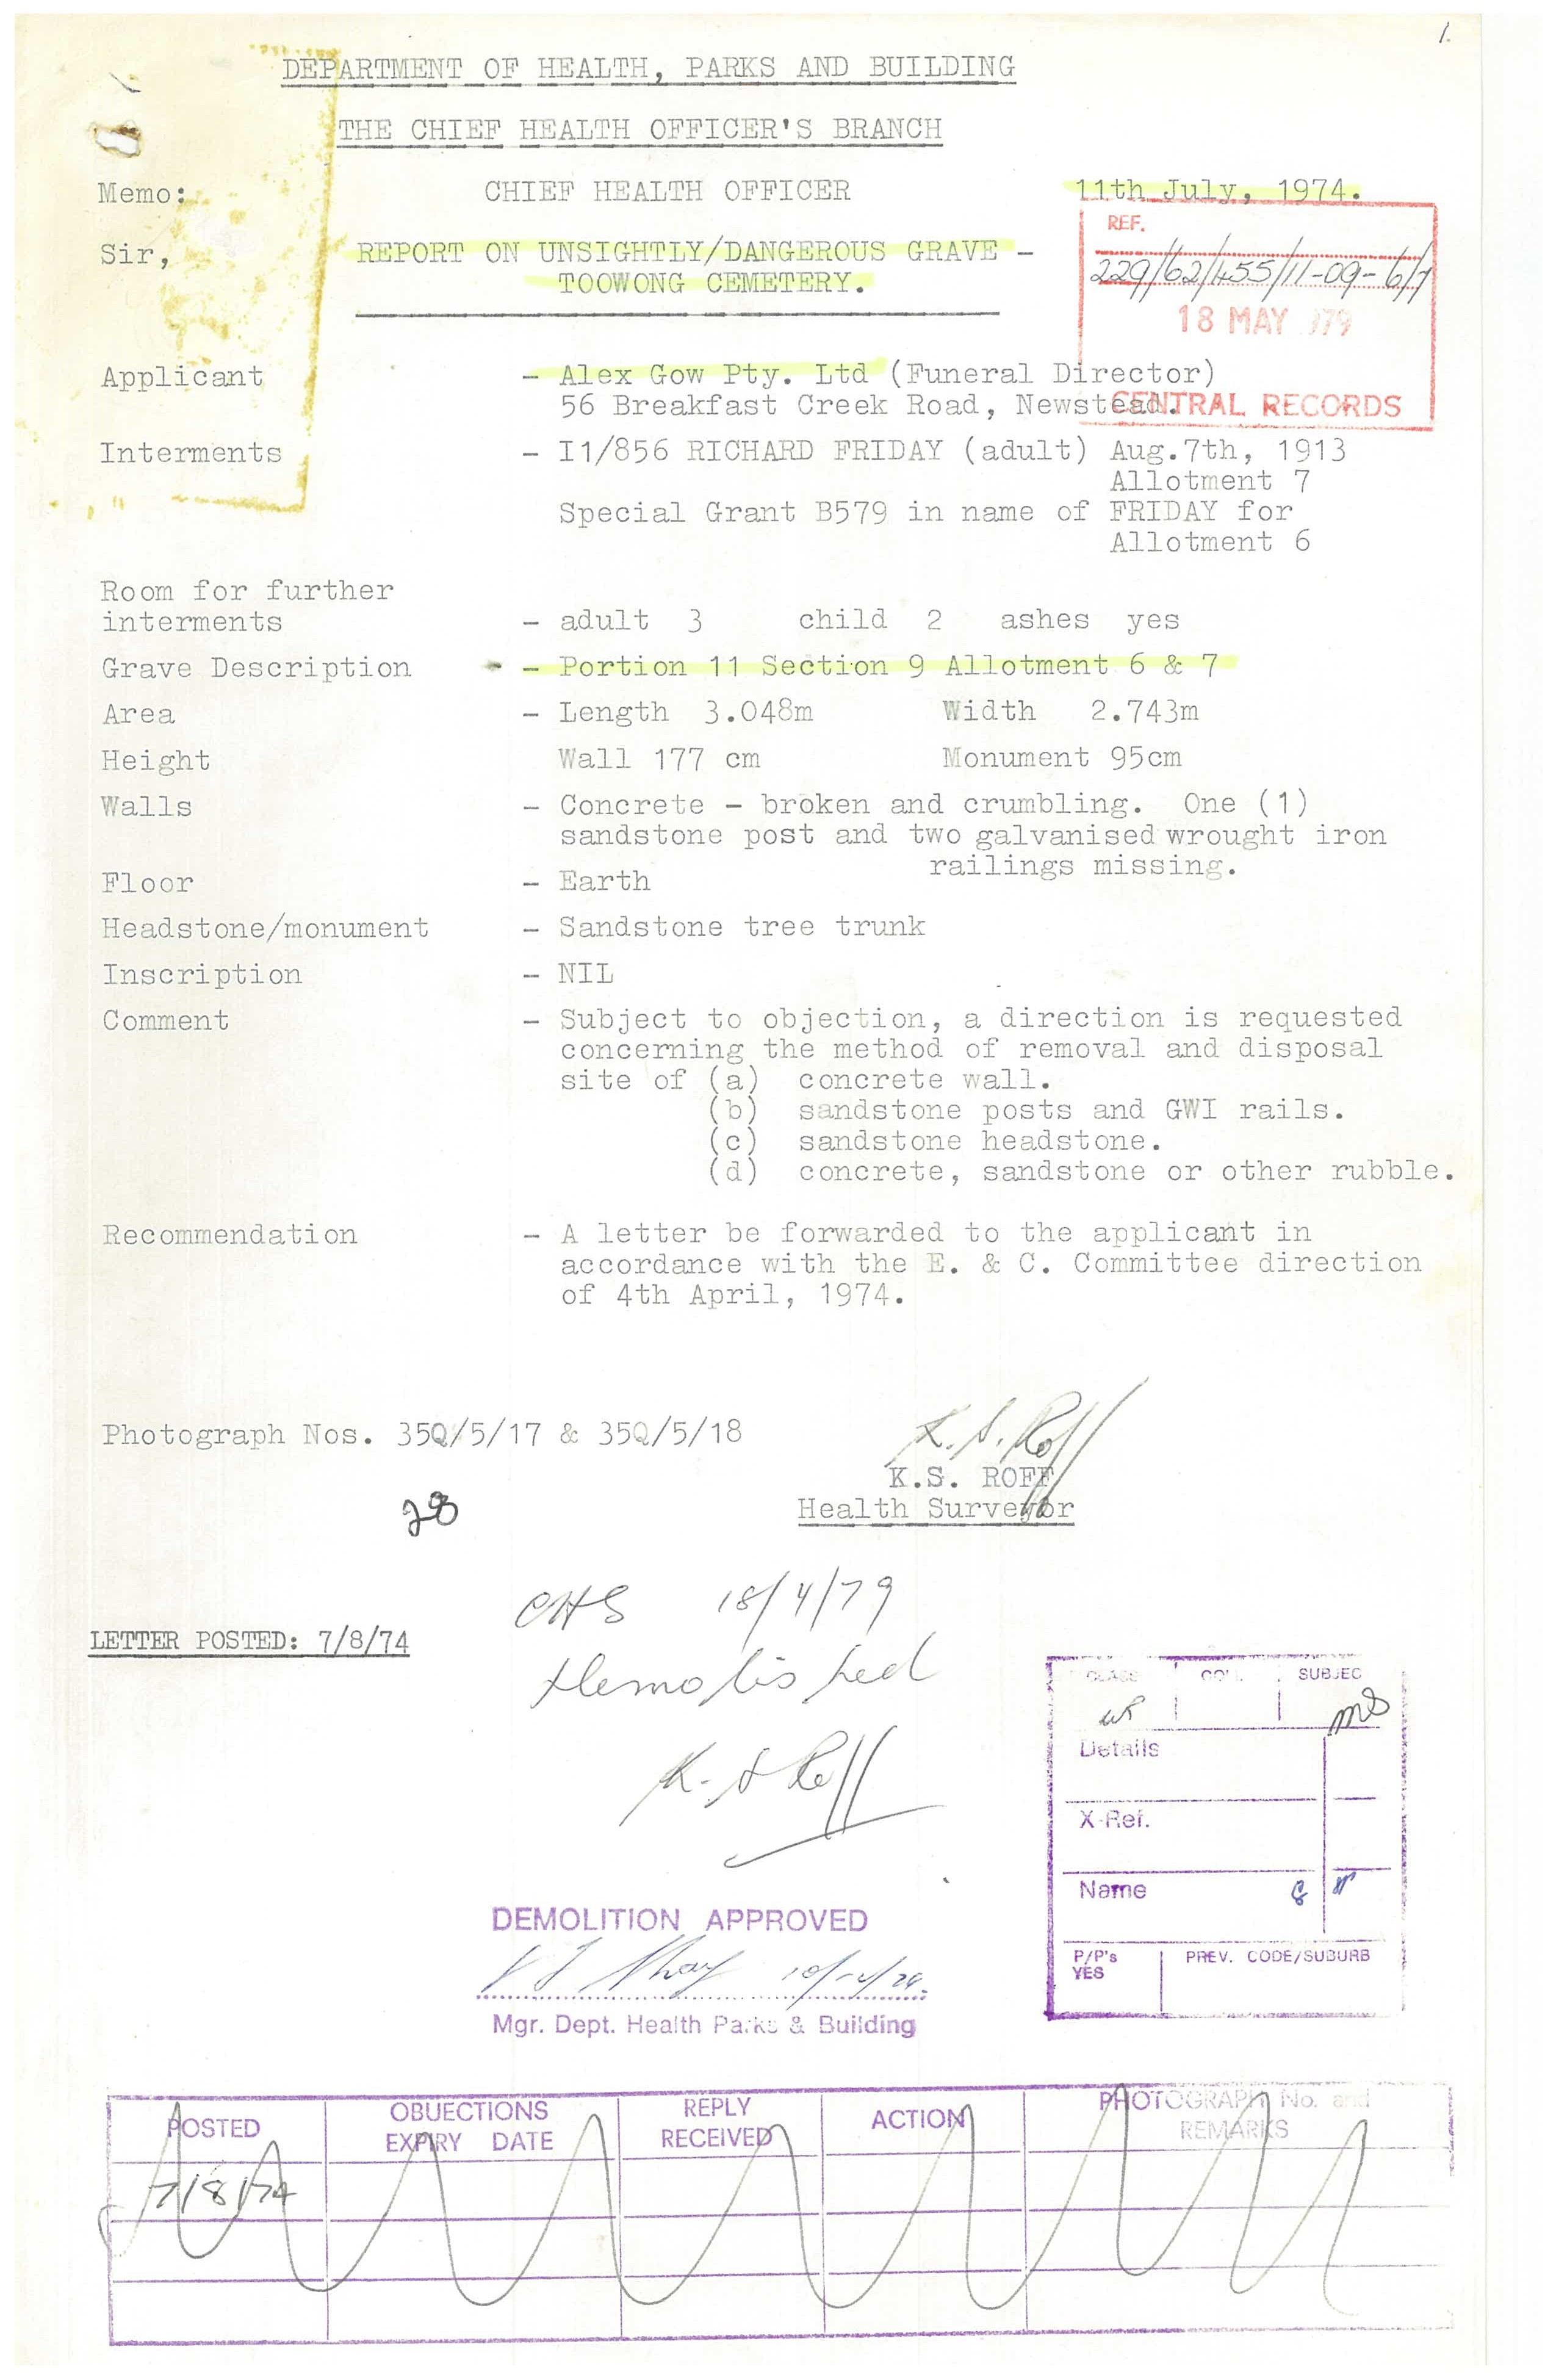 1.
DEPARTMENT OF HEALTH, PARKS AND BUILDING
THE CHIEF HEALTH OFFICER'S BRANCH
Memo: CHIEF HEALTH OFFICER 11th July, 1974.
Sir, REPORT ON UNSIGHTLY/DANGEROUS GRAVE -
TOOWONG CEMETERY.
REF.
229/62/455/11-09-6/7
18 MAY 979
CENTRAL RECORDS
Applicant - Alex Gow Pty. Ltd (Funeral Director)
56 Breakfast Creek Road, Newstead.
Interments - I1/856 RICHARD FRIDAY (adult) Aug.7th, 1913
Allotment 7
Special Grant B579 in name of FRIDAY for
Allotment 6
Room for further
interments - adult 3 child 2 ashes yes
Grave Description - Portion 11 Section 9 Allotment 6 & 7
Area - Length 3.048m Width 2.743m
Height Wall 177 cm Monument 95cm
Walls - Concrete - broken and crumbling. One (1)
sandstone post and two galvanised wrought iron
railings missing.
Floor - Earth
Headstone/monument - Sandstone tree trunk
Inscription - NIL
Comment - Subject to objection, a direction is requested
concerning the method of removal and disposal
site of (a) concrete wall.
(b) sandstone posts and GWI rails.
(c) sandstone headstone.
(d) concrete, sandstone or other rubble.
Recommendation - A letter be forwarded to the applicant in
accordance with the E. & C. Committee direction
of 4th April, 1974.
Photograph Nos. 35Q/5/17 & 35Q/5/18
K. S. Roff
K.S. ROFF
Health Surveyor
28
CHS 18/4/79
LETTER POSTED: 7/8/74
Demolished
K. S Roff
CLASS COL. SUBJEC
Details
X-Ref.
Name
P/P's
YES
PREV. CODE/SUBURB
DEMOLITION APPROVED
Mgr. Dept. Health Parks & Building
POSTED OBUECTIONS EXPIRY DATE REPLY RECEIVED ACTION PHOTOGRAPH No. and REMARKS
7/8/74